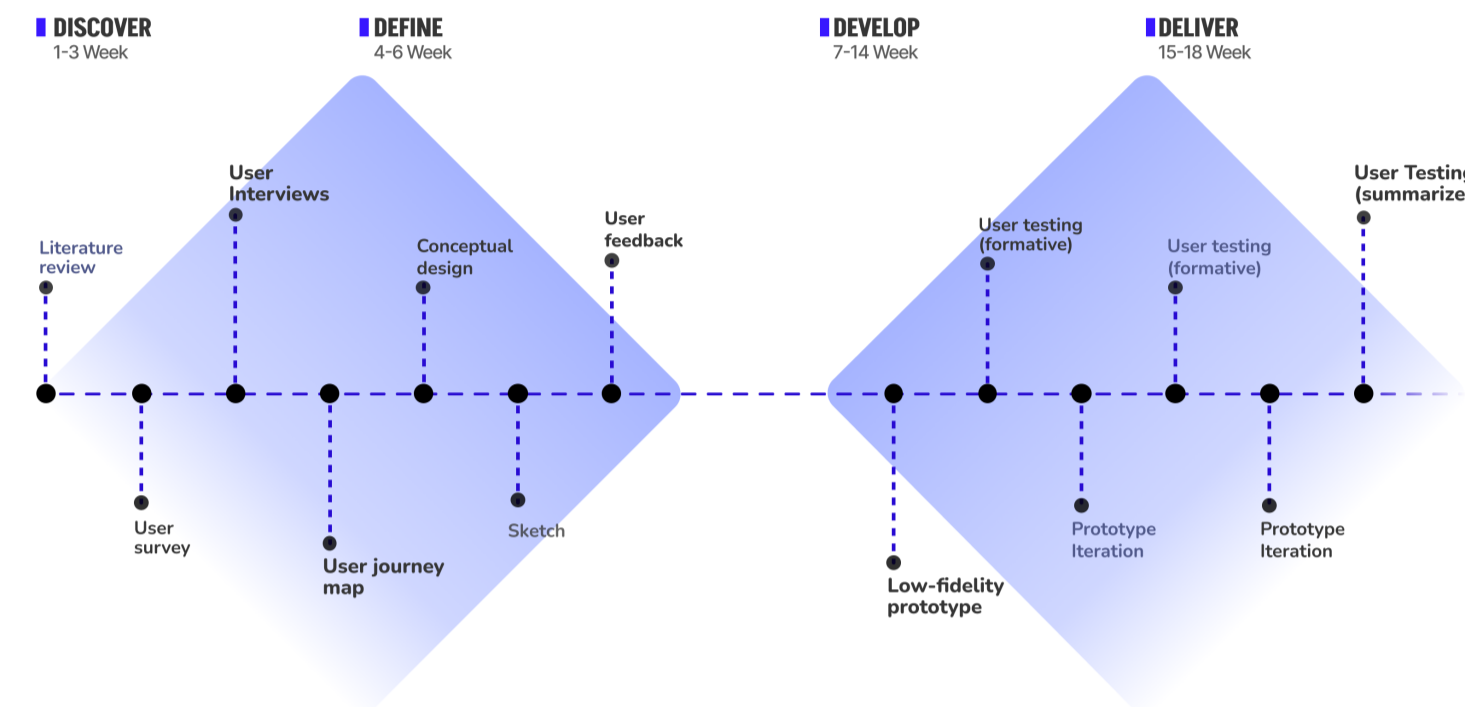 DISCOVER
1-3 Week
DEFINE
4-6 Week
DEVELOP
7-14 Week
DELIVER
15-18 Week
Literature
review
User
survey
User
Interviews
User journey
map
Conceptual
design
Sketch
User
feedback
Low-fidelity
prototype
User testing
(formative)
Prototype
Iteration
User testing
(formative)
Prototype
Iteration
User Testing
(summarize